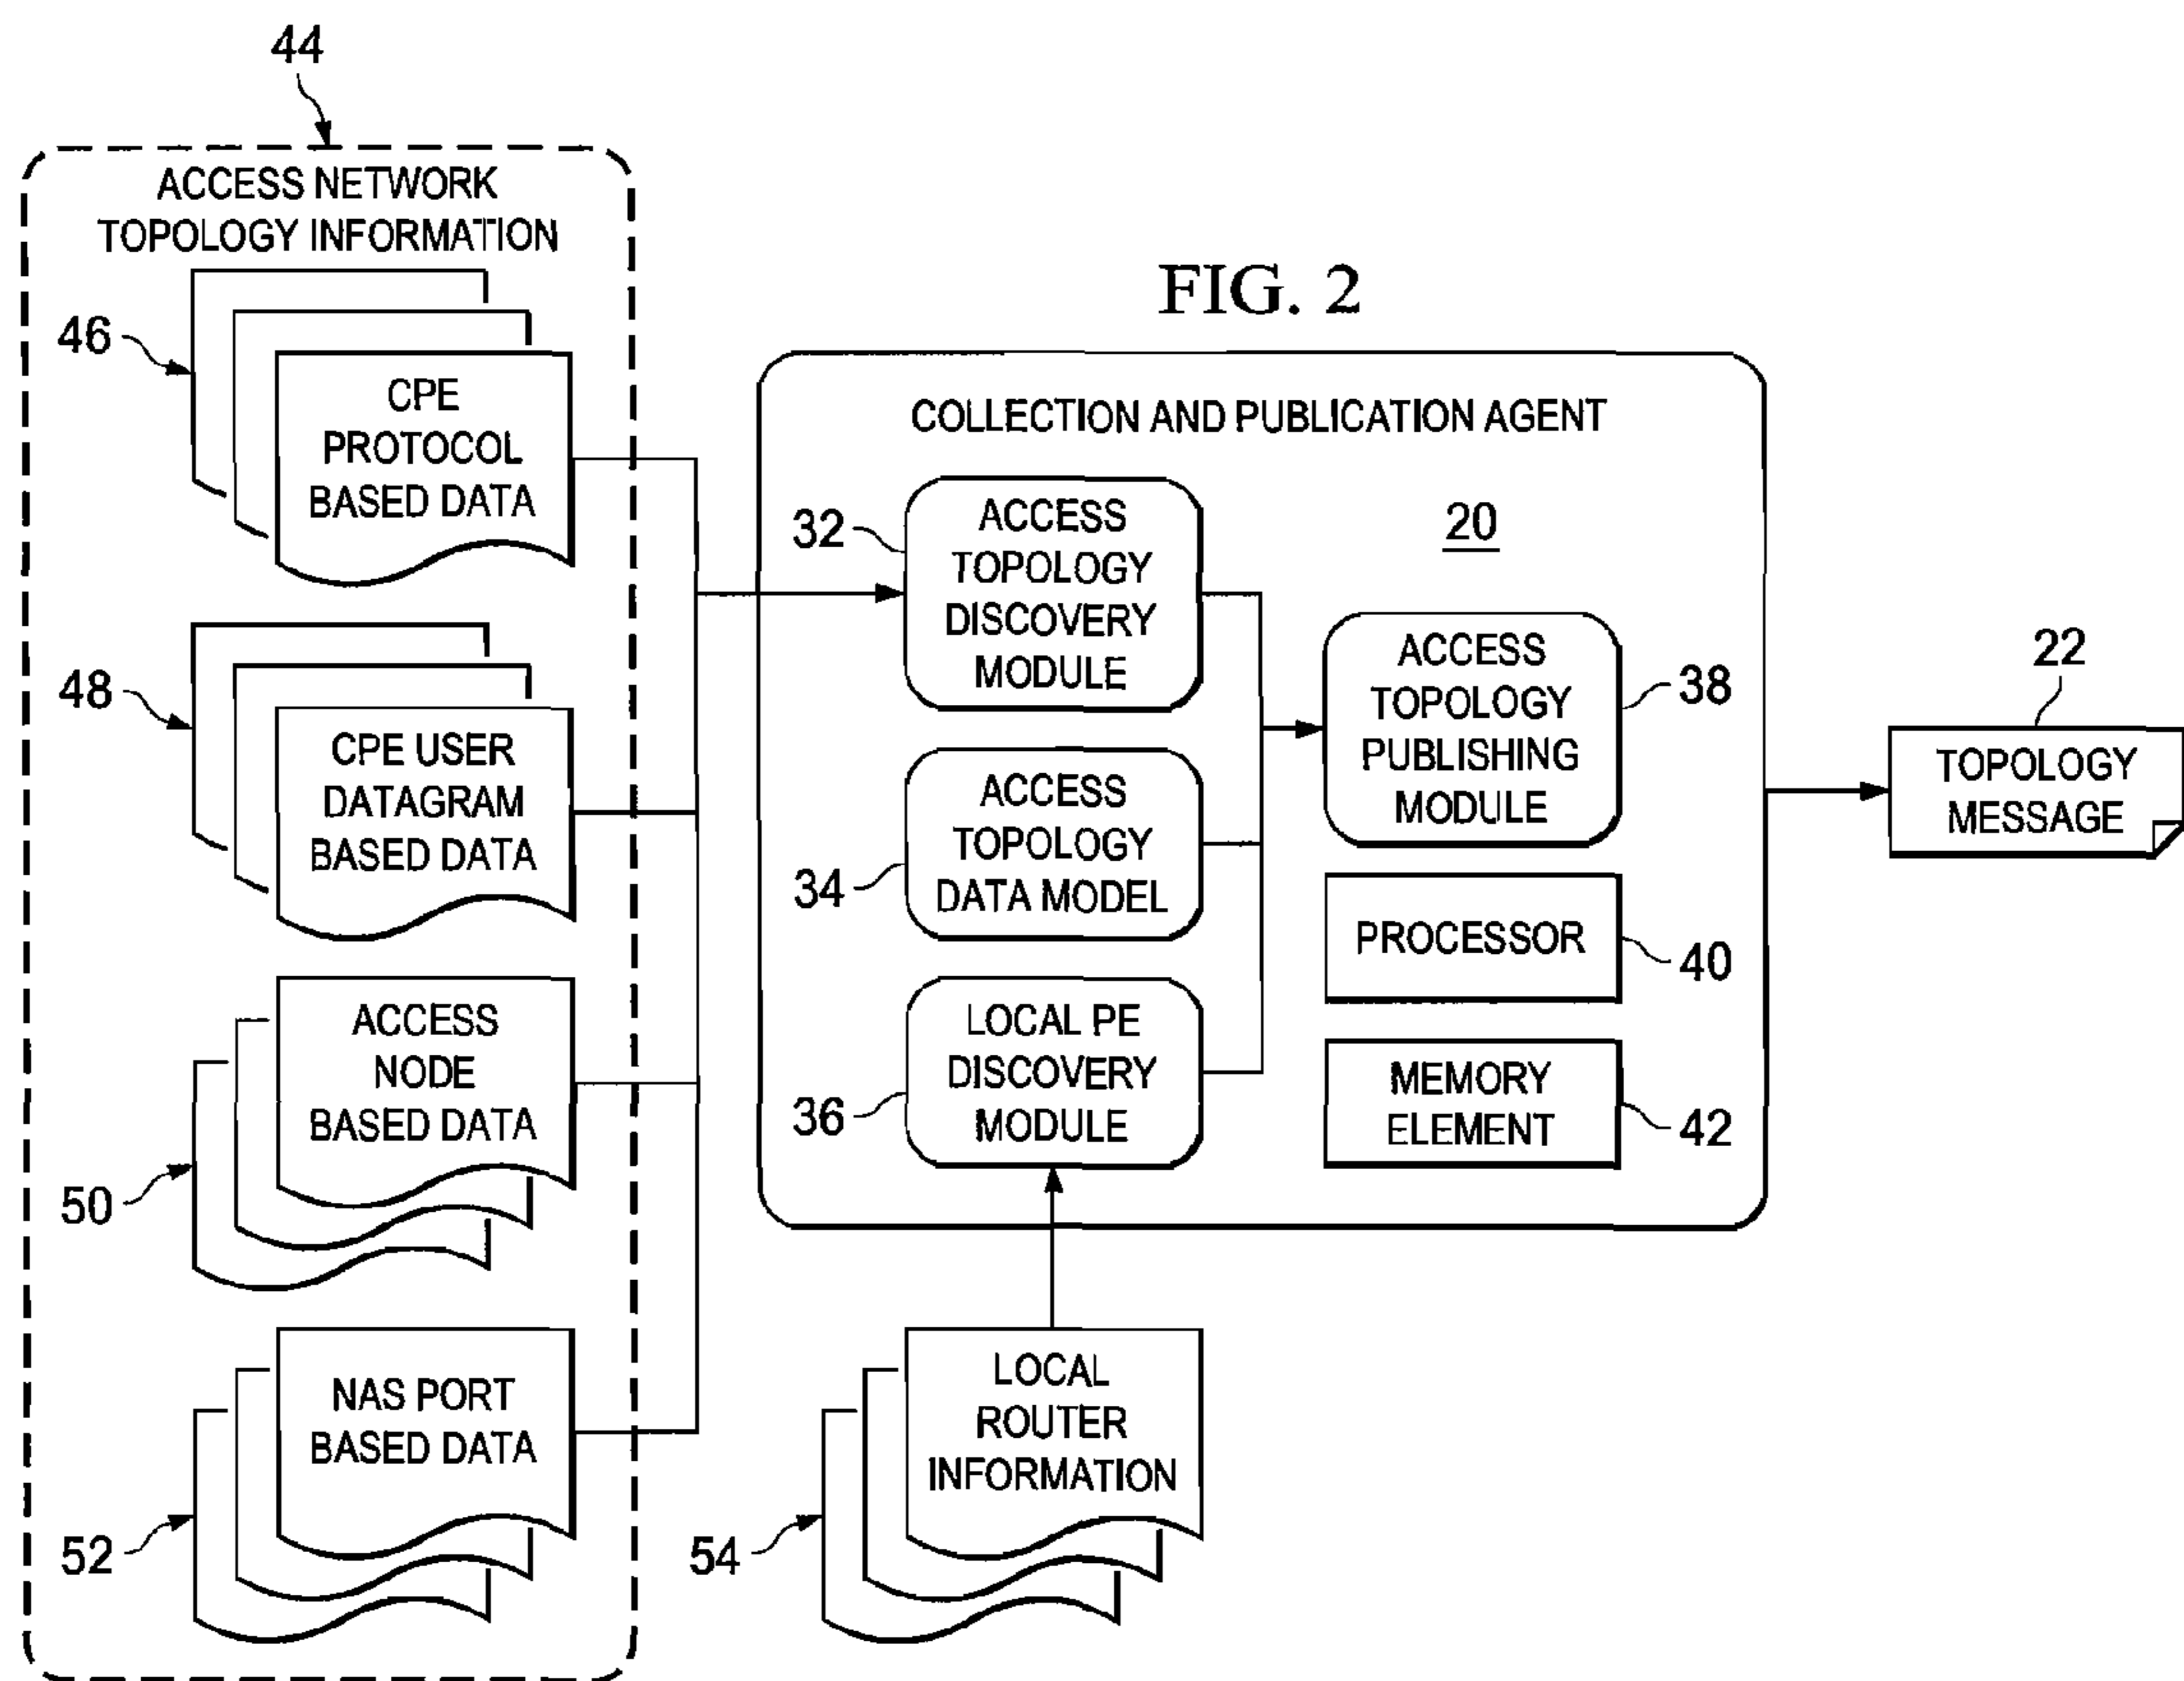 44
ACCESS NETWORK
TOPOLOGY INFORMATION
FIG. 2
46
CPE
PROTOCOL
BASED DATA
48
CPE USER
DATAGRAM
BASED DATA
50
ACCESS
NODE
BASED DATA
52
NAS PORT
BASED DATA
COLLECTION AND PUBLICATION AGENT
20
32
ACCESS
TOPOLOGY
DISCOVERY
MODULE
34
ACCESS
TOPOLOGY
DATA MODEL
36
LOCAL PE
DISCOVERY
MODULE
ACCESS
TOPOLOGY
PUBLISHING
MODULE
38
PROCESSOR
40
MEMORY
ELEMENT
42
22
TOPOLOGY
MESSAGE
54
LOCAL
ROUTER
INFORMATION